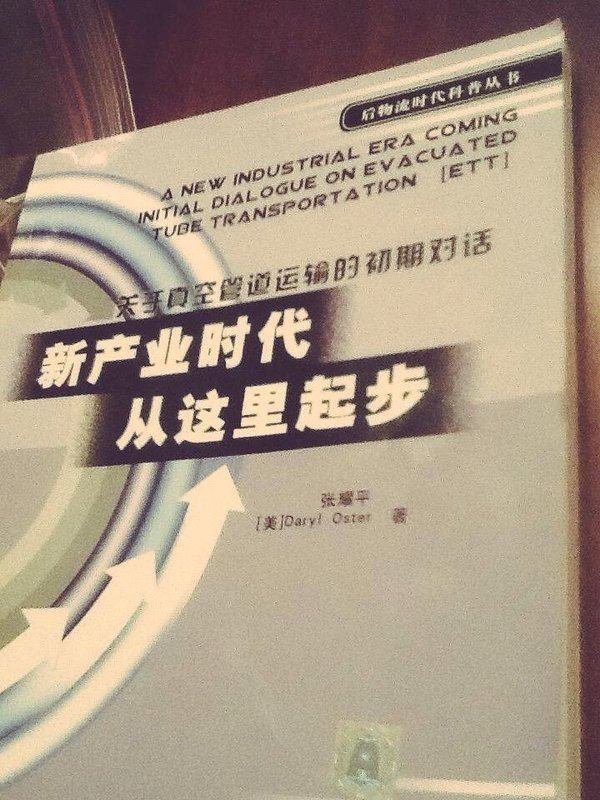 后物流时代科普丛书
A NEW INDUSTRIAL ERA COMING
INITIAL DIALOGUE ON EVACUATED
TUBE TRANSPORTATION [ETT]
关于真空管道运输的初期对话
新产业时代
从这里起步
张耀平
[美]Daryl Oster 著
A